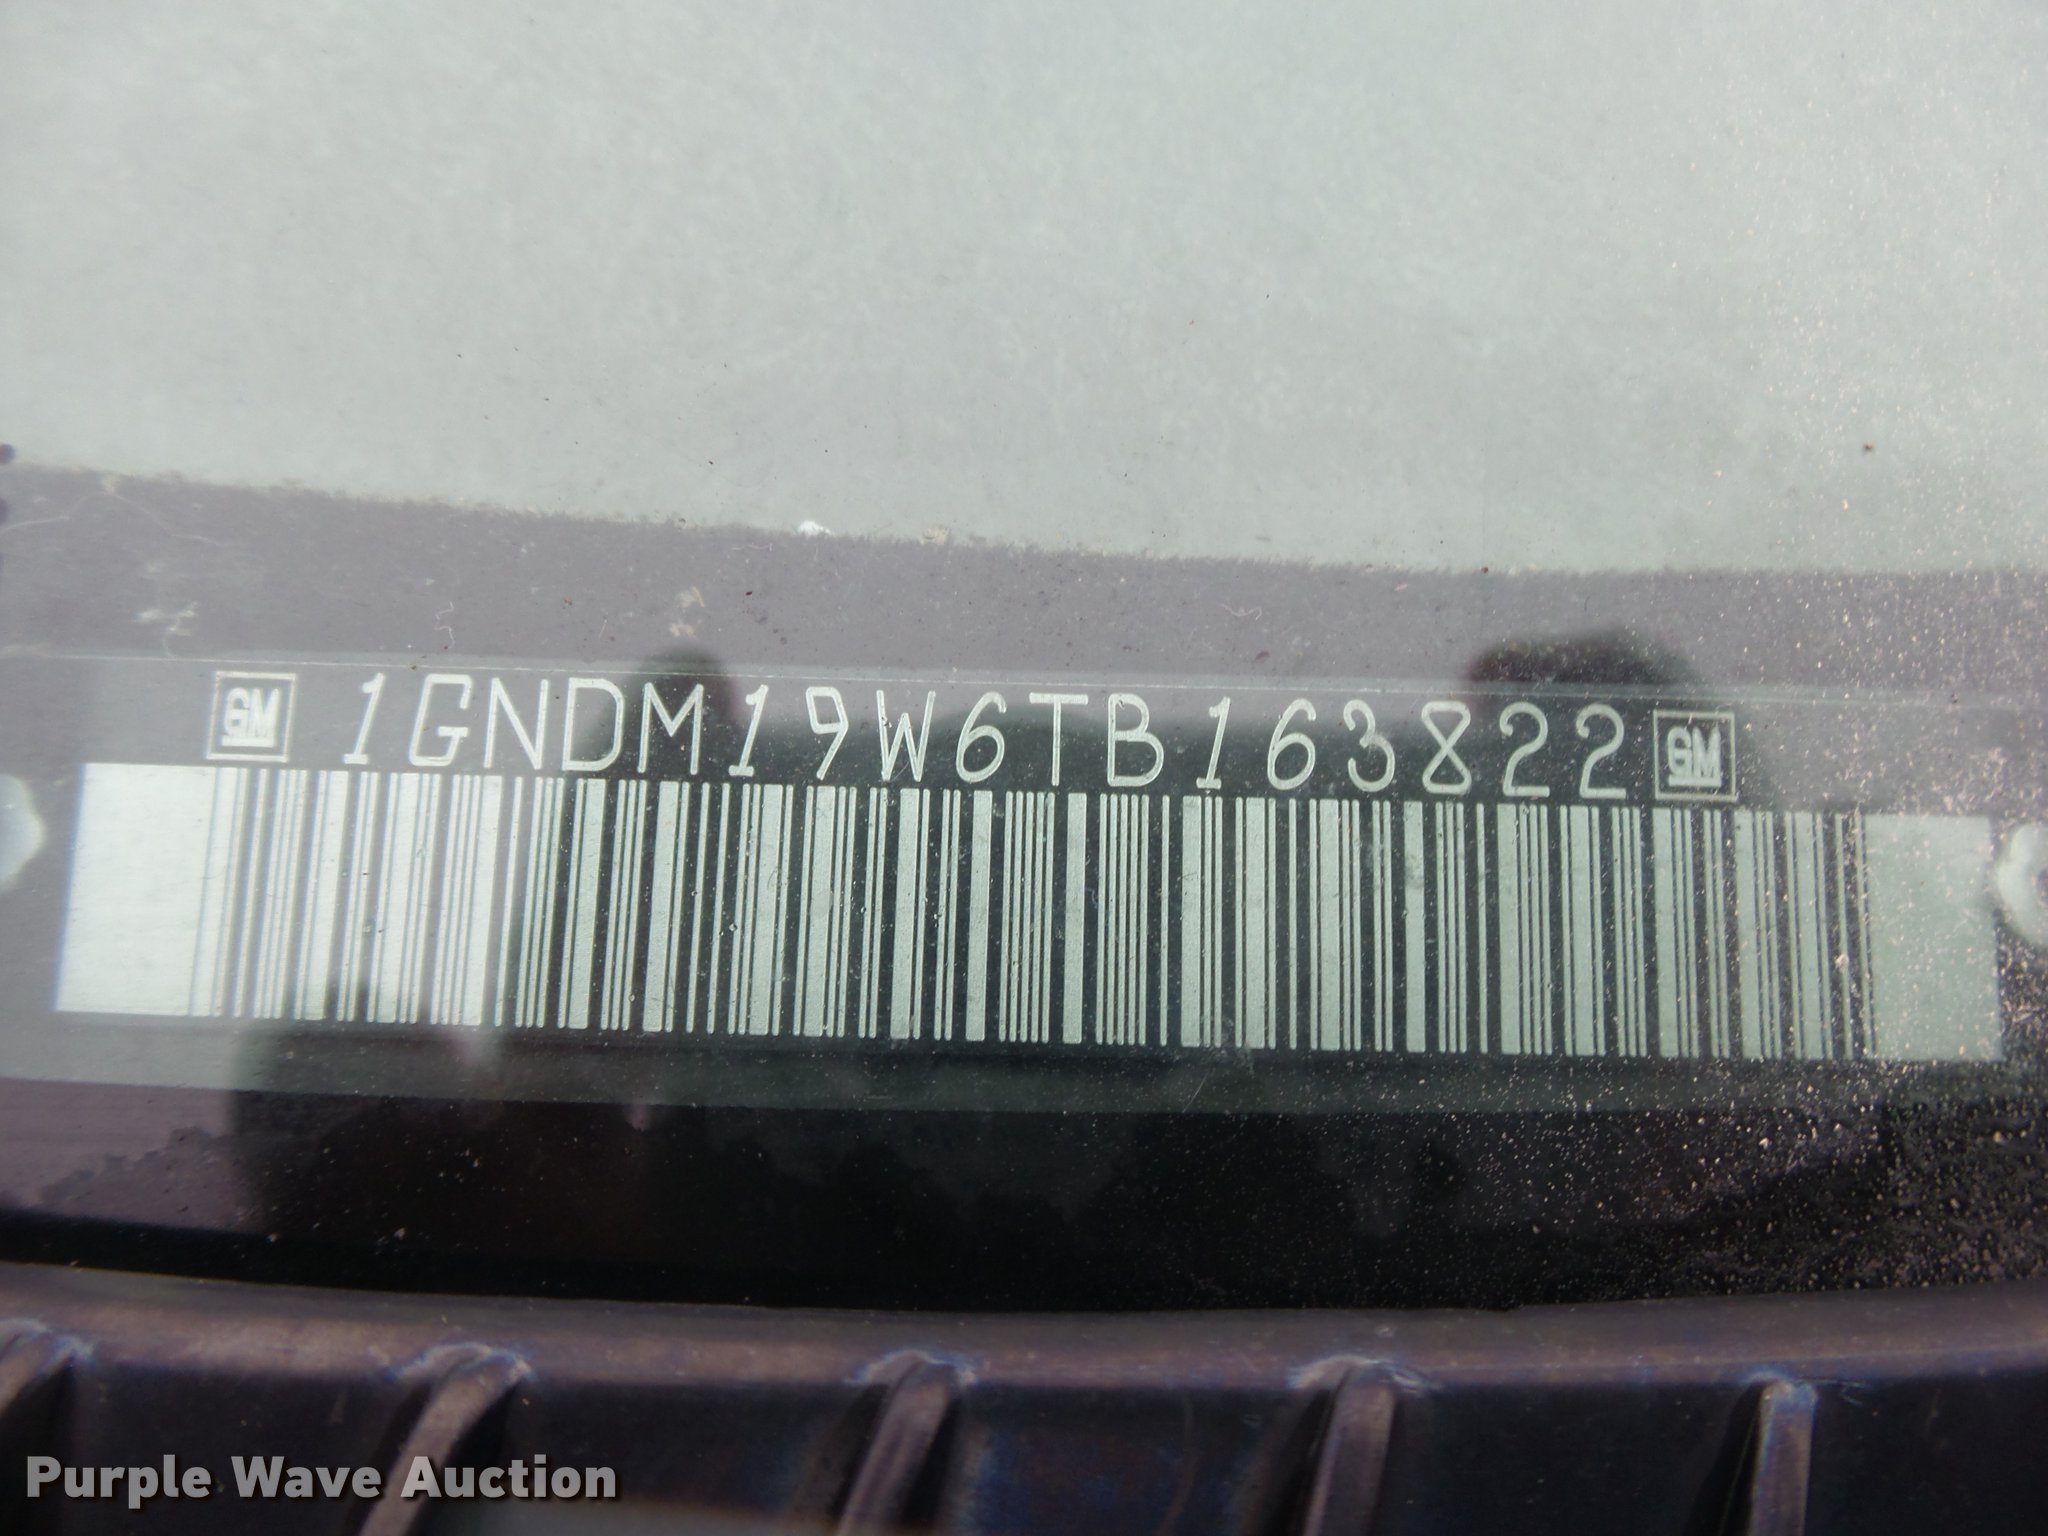 GM 1GNDM19W6TB163822 GM
Purple Wave Auction